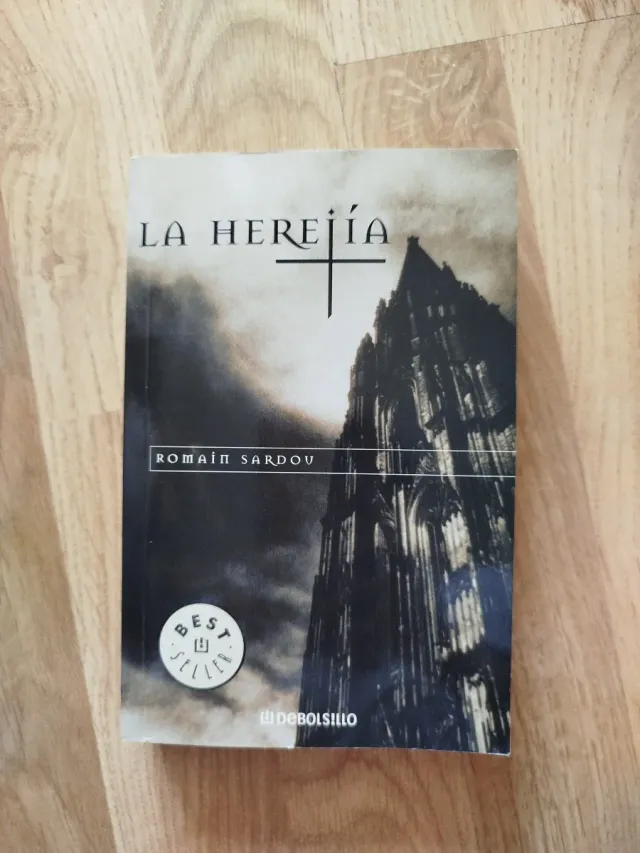 LA HEREJÍA
ROMAIN SARDOU
BEST
SELLER
DEBOLSILLO